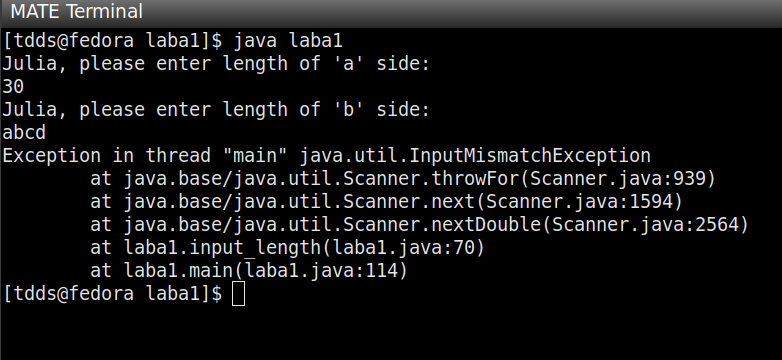 MATE Terminal
[tdds@fedora laba1]$ java laba1
Julia, please enter length of 'a' side:
30
Julia, please enter length of 'b' side:
abcd
Exception in thread "main" java.util.InputMismatchException
        at java.base/java.util.Scanner.throwFor(Scanner.java:939)
        at java.base/java.util.Scanner.next(Scanner.java:1594)
        at java.base/java.util.Scanner.nextDouble(Scanner.java:2564)
        at laba1.input_length(laba1.java:70)
        at laba1.main(laba1.java:114)
[tdds@fedora laba1]$